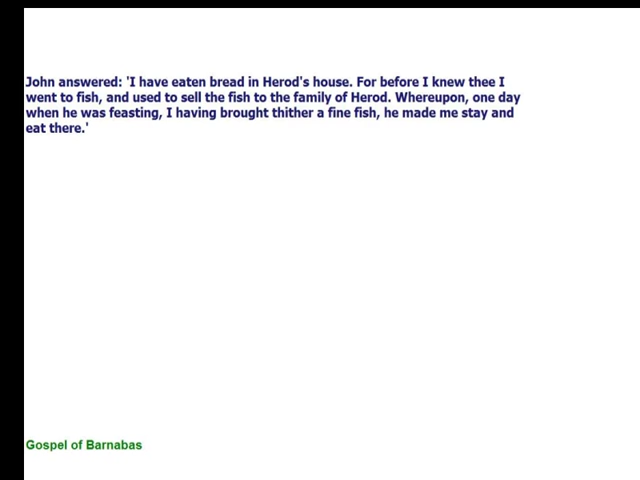 John answered: 'I have eaten bread in Herod's house. For before I knew thee I
went to fish, and used to sell the fish to the family of Herod. Whereupon, one day
when he was feasting, I having brought thither a fine fish, he made me stay and
eat there.'
Gospel of Barnabas